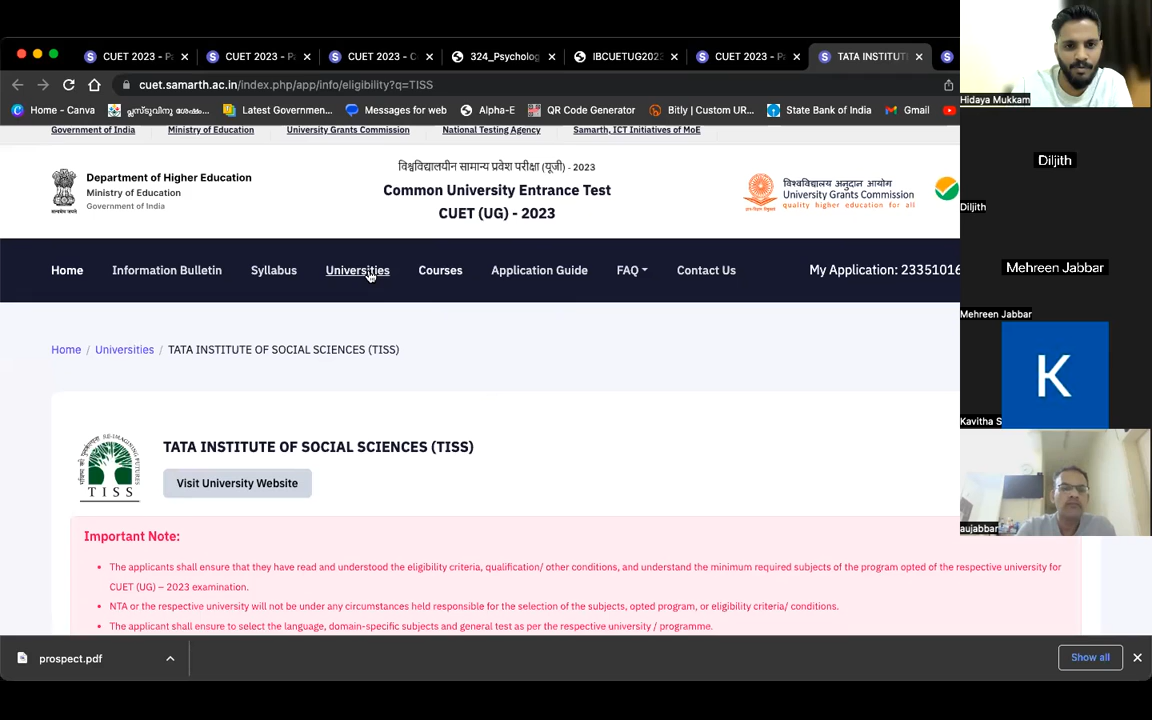 CUET 2023 - P
CUET 2023 - Pa
CUET 2023 - C
324_Psycholog
IBCUETUG2023
CUET 2023 - Pa
TATA INSTITUT
cuet.samarth.ac.in/index.php/app/info/eligibility?q=TISS
Home - Canva
പ്ലസ്ടുവിനു ശേഷം...
Latest Governmen...
Messages for web
Alpha-E
QR Code Generator
Bitly | Custom UR...
State Bank of India
Gmail
Government of India
Ministry of Education
University Grants Commission
National Testing Agency
Samarth, ICT Initiatives of MoE
Department of Higher Education
Ministry of Education
Government of India
विश्वविद्यालयीन सामान्य प्रवेश परीक्षा (यूजी) - 2023
Common University Entrance Test
CUET (UG) - 2023
विश्वविद्यालय अनुदान आयोग
University Grants Commission
quality higher education for all
Home
Information Bulletin
Syllabus
Universities
Courses
Application Guide
FAQ
Contact Us
My Application: 23351016
Home / Universities / TATA INSTITUTE OF SOCIAL SCIENCES (TISS)
RE-IMAGINING FUTURES
TISS
TATA INSTITUTE OF SOCIAL SCIENCES (TISS)
Visit University Website
Important Note:
The applicants shall ensure that they have read and understood the eligibility criteria, qualification/ other conditions, and understand the minimum required subjects of the program opted of the respective university for
CUET (UG) – 2023 examination.
NTA or the respective university will not be under any circumstances held responsible for the selection of the subjects, opted program, or eligibility criteria/ conditions.
The applicant shall ensure to select the language, domain-specific subjects and general test as per the respective university / programme.
prospect.pdf
Show all
Hidaya Mukkam
Diljith
Diljith
Mehreen Jabbar
Mehreen Jabbar
K
Kavitha S
aujabbar